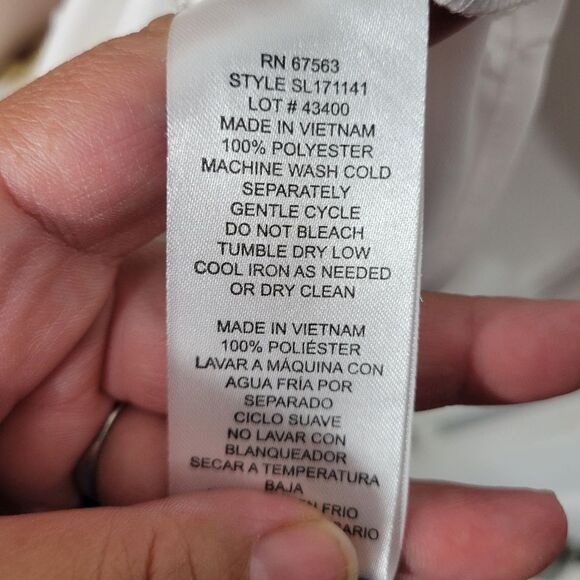 RN 67563
STYLE SL171141
LOT # 43400
MADE IN VIETNAM
100% POLYESTER
MACHINE WASH COLD
SEPARATELY
GENTLE CYCLE
DO NOT BLEACH
TUMBLE DRY LOW
COOL IRON AS NEEDED
OR DRY CLEAN
MADE IN VIETNAM
100% POLIÉSTER
LAVAR A MÁQUINA CON
AGUA FRÍA POR
SEPARADO
CICLO SUAVE
NO LAVAR CON
BLANQUEADOR
SECAR A TEMPERATURA
BAJA
EN FRIO